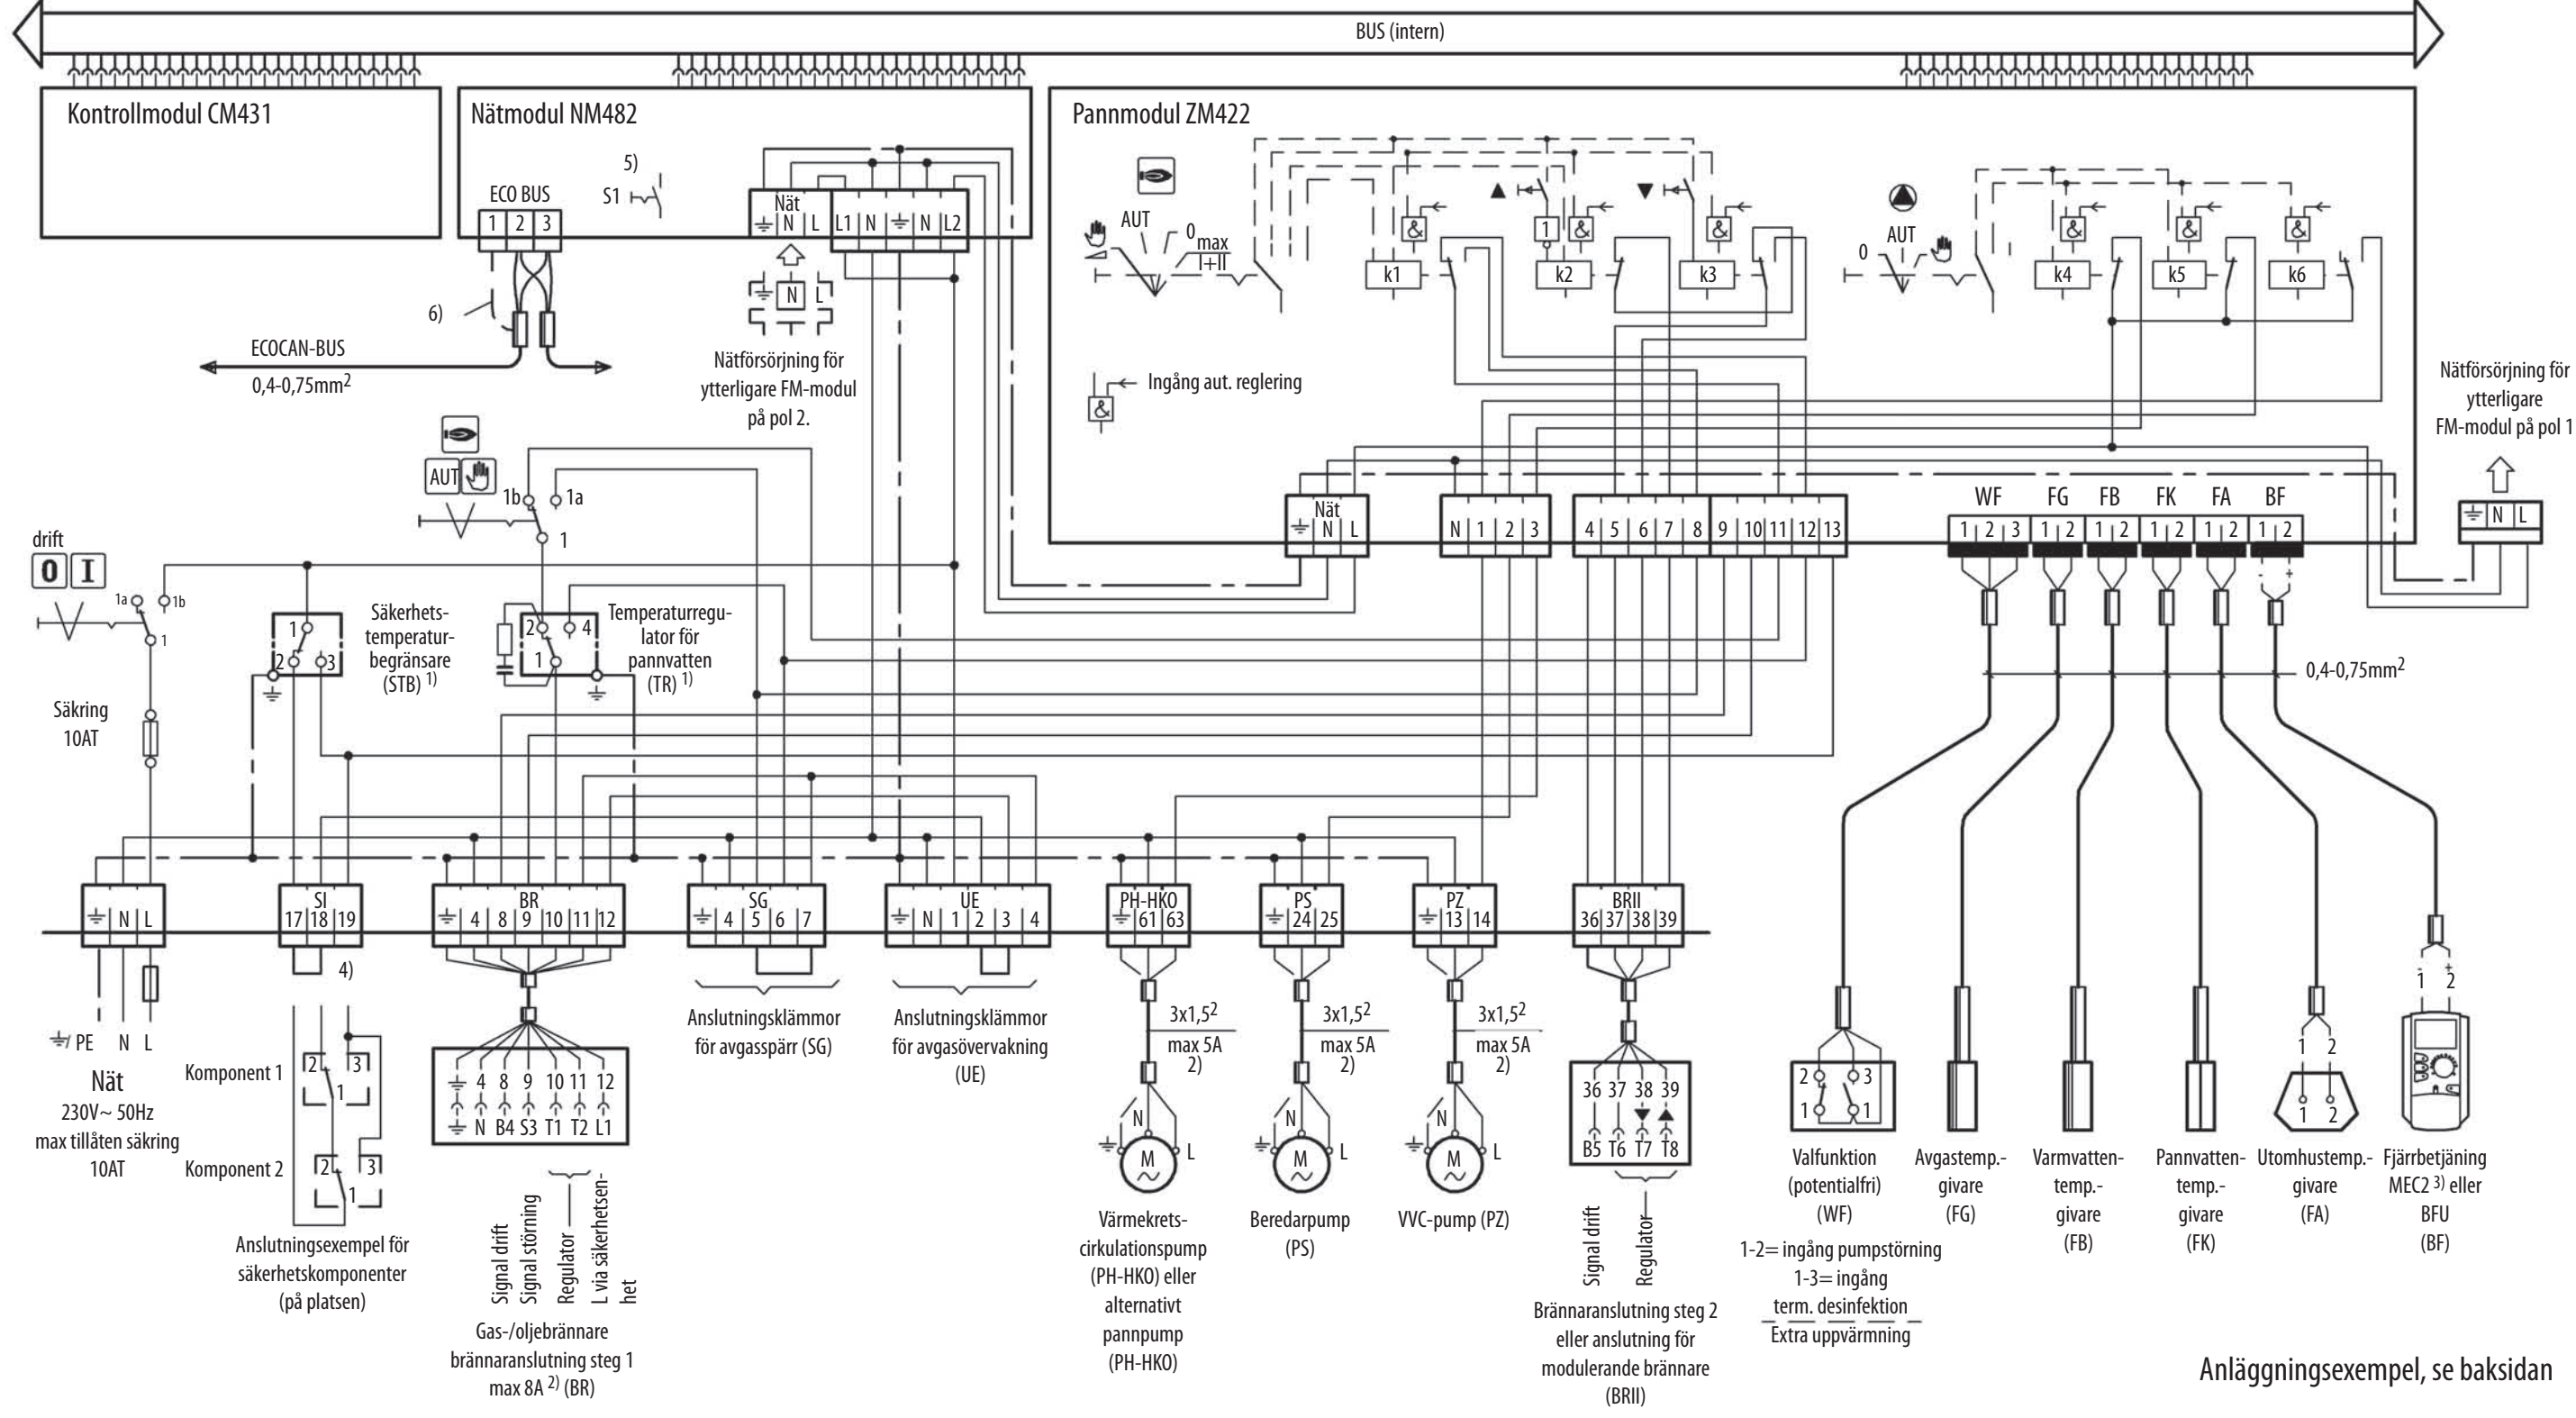 BUS (intern)
Kontrollmodul CM431
Nätmodul NM482
Pannmodul ZM422
5)
S1
ECO BUS
1 2 3
Nät
N L L1 N N L2
N L
6)
ECOCAN-BUS
0,4-0,75mm²
Nätförsörjning för
ytterligare FM-modul
på pol 2.
AUT 0
max
I+II
k1
1
&
k2
&
k3
&
&
0 AUT
k4
&
k5
&
k6
&
& Ingång aut. reglering
Nätförsörjning för
ytterligare
FM-modul på pol 1
N L
AUT
1b 1a
1
drift
0 I
1a 1b
1
Säkring
10AT
1
2 3
Säkerhets-
temperatur-
begränsare
(STB) 1)
2 4
1
Temperaturregu-
lator för
pannvatten
(TR) 1)
Nät
N L
N 1 2 3
4 5 6 7 8 9 10 11 12 13
WF FG FB FK FA BF
1 2 3 1 2 1 2 1 2 1 2 1 2
- +
0,4-0,75mm²
N L
SI
17 18 19
BR
4 8 9 10 11 12
SG
4 5 6 7
UE
N 1 2 3 4
PH-HKO
61 63
PS
24 25
PZ
13 14
BRII
36 37 38 39
4)
PE N L
Nät
230V~ 50Hz
max tillåten säkring
10AT
Komponent 1
2 3
1
Komponent 2
2 3
1
Anslutningsexempel för
säkerhetskomponenter
(på platsen)
4 8 9 10 11 12
N B4 S3 T1 T2 L1
Signal drift
Signal störning
Regulator
L via säkerhetsen-
het
Gas-/oljebrännare
brännaranslutning steg 1
max 8A 2) (BR)
Anslutningsklämmor
för avgasspärr (SG)
Anslutningsklämmor
för avgasövervakning
(UE)
3x1,5²
max 5A
2)
N
M
~
L
Värmekrets-
cirkulationspump
(PH-HKO) eller
alternativt
pannpump
(PH-HKO)
3x1,5²
max 5A
2)
N
M
~
L
Beredarpump
(PS)
3x1,5²
max 5A
2)
N
M
~
L
VVC-pump (PZ)
36 37 38 39
B5 T6 T7 T8
Signal drift
Regulator
Brännaranslutning steg 2
eller anslutning för
modulerande brännare
(BRII)
2 3
1 1
Valfunktion
(potentialfri)
(WF)
1-2= ingång pumpstörning
1-3= ingång
term. desinfektion
Extra uppvärmning
Avgastemp.-
givare
(FG)
Varmvatten-
temp.-
givare
(FB)
Pannvatten-
temp.-
givare
(FK)
1 2
1 2
Utomhustemp.-
givare
(FA)
- +
1 2
Fjärrbetjäning
MEC2 3) eller
BFU
(BF)
Anläggningsexempel, se baksidan